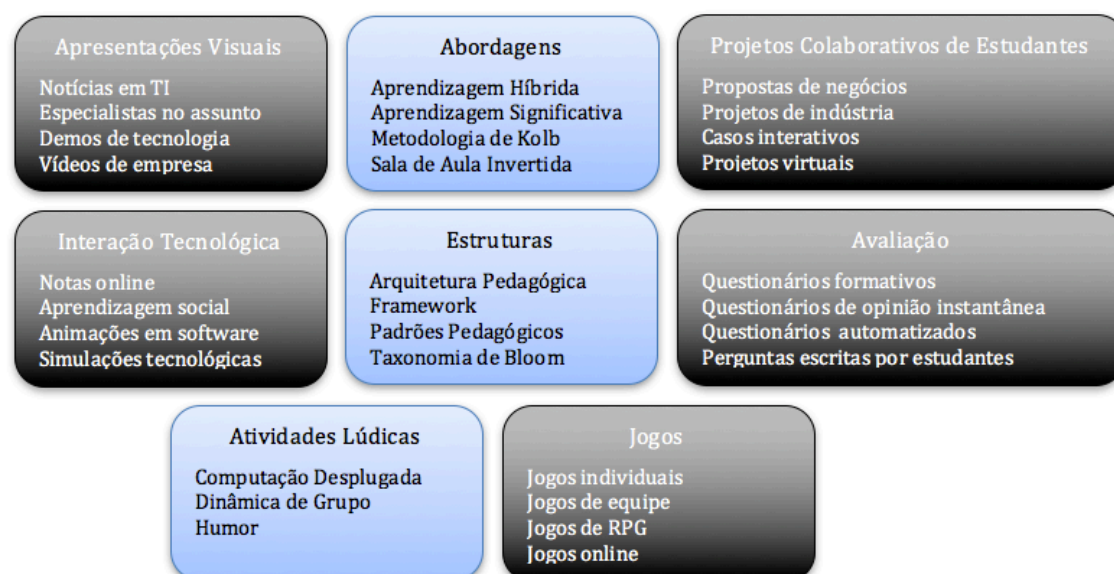 Apresentações Visuais
Notícias em TI
Especialistas no assunto
Demos de tecnologia
Vídeos de empresa
Abordagens
Aprendizagem Híbrida
Aprendizagem Significativa
Metodologia de Kolb
Sala de Aula Invertida
Projetos Colaborativos de Estudantes
Propostas de negócios
Projetos de indústria
Casos interativos
Projetos virtuais
Interação Tecnológica
Notas online
Aprendizagem social
Animações em software
Simulações tecnológicas
Estruturas
Arquitetura Pedagógica
Framework
Padrões Pedagógicos
Taxonomia de Bloom
Avaliação
Questionários formativos
Questionários de opinião instantânea
Questionários automatizados
Perguntas escritas por estudantes
Atividades Lúdicas
Computação Desplugada
Dinâmica de Grupo
Humor
Jogos
Jogos individuais
Jogos de equipe
Jogos de RPG
Jogos online